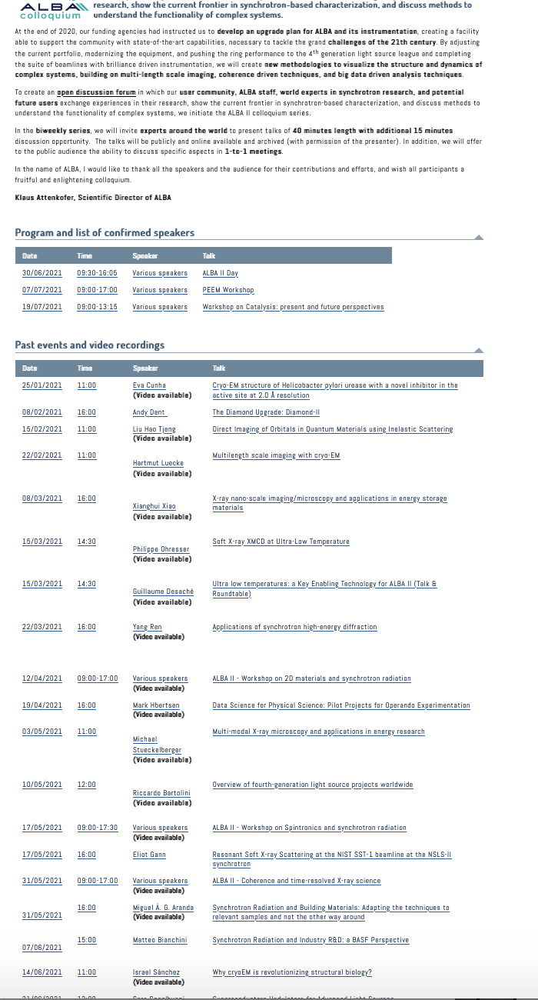 ALBA
colloquium
research, show the current frontier in synchrotron-based characterization, and discuss methods to
understand the functionality of complex systems.
At the end of 2020, our funding agencies had instructed us to develop an upgrade plan for ALBA and its instrumentation, creating a facility
able to support the community with state-of-the-art capabilities, necessary to tackle the grand challenges of the 21th century. By adjusting
the current portfolio, modernizing the equipment, and pushing the ring performance to the 4th generation light source league and completing
the suite of beamlines with brilliance driven instrumentation, we will create new methodologies to visualize the structure and dynamics of
complex systems, building on multi-length scale imaging, coherence driven techniques, and big data driven analysis techniques.
To create an open discussion forum in which our user community, ALBA staff, world experts in synchrotron research, and potential
future users exchange experiences in their research, show the current frontier in synchrotron-based characterization, and discuss methods to
understand the functionality of complex systems, we initiate the ALBA II colloquium series.
In the biweekly series, we will invite experts around the world to present talks of 40 minutes length with additional 15 minutes
discussion opportunity. The talks will be publicly and online available and archived (with permission of the presenter). In addition, we will offer
to the public audience the ability to discuss specific aspects in 1-to-1 meetings.
In the name of ALBA, I would like to thank all the speakers and the audience for their contributions and efforts, and wish all participants a
fruitful and enlightening colloquium.
Klaus Attenkofer, Scientific Director of ALBA
Program and list of confirmed speakers
Date Time Speaker Talk
30/06/2021 09:30-16:05 Various speakers ALBA II Day
07/07/2021 09:00-17:00 Various speakers PEEM Workshop
19/07/2021 09:00-13:15 Various speakers Workshop on Catalysis: present and future perspectives
Past events and video recordings
Date Time Speaker Talk
25/01/2021 11:00 Eva Cunha Cryo-EM structure of Helicobacter pylori urease with a novel inhibitor in the
(Video available) active site at 2.0 Å resolution
08/02/2021 16:00 Andy Dent The Diamond Upgrade: Diamond-II
15/02/2021 11:00 Liu Hao Tjeng Direct Imaging of Orbitals in Quantum Materials using Inelastic Scattering
(Video available)
22/02/2021 11:00 Multilength scale imaging with cryo-EM
Hartmut Luecke
(Video available)
08/03/2021 16:00 X-ray nano-scale imaging/microscopy and applications in energy storage
Xianghui Xiao materials
(Video available)
15/03/2021 14:30 Soft X-ray XMCD at Ultra-Low Temperature
Philippe Ohresser
(Video available)
15/03/2021 14:30 Ultra low temperatures: a Key Enabling Technology for ALBA II (Talk &
Guillaume Desaché Roundtable)
(Video available)
22/03/2021 16:00 Yang Ren Applications of synchrotron high-energy diffraction
(Video available)
12/04/2021 09:00-17:00 Various speakers ALBA II - Workshop on 2D materials and synchrotron radiation
(Video available)
19/04/2021 16:00 Mark Hbertsen Data Science for Physical Science: Pilot Projects for Operando Experimentation
(Video available)
03/05/2021 11:00 Multi-modal X-ray microscopy and applications in energy research
Michael
Stueckelberger
(Video available)
10/05/2021 12:00 Overview of fourth-generation light source projects worldwide
Riccardo Bartolini
(Video available)
17/05/2021 09:00-17:30 Various speakers ALBA II - Workshop on Spintronics and synchrotron radiation
(Video available)
17/05/2021 16:00 Eliot Gann Resonant Soft X-ray Scattering at the NIST SST-1 beamline at the NSLS-II
synchrotron
31/05/2021 09:00-17:00 Various speakers ALBA II - Coherence and time-resolved X-ray science
(Video available)
16:00 Miguel Á. G. Aranda Synchrotron Radiation and Building Materials: Adapting the techniques to
31/05/2021 (Video available) relevant samples and not the other way around
15:00 Matteo Bianchini Synchrotron Radiation and Industry R&D: a BASF Perspective
07/06/2021
14/06/2021 11:00 Israel Sánchez Why cryoEM is revolutionizing structural biology?
(Video available)